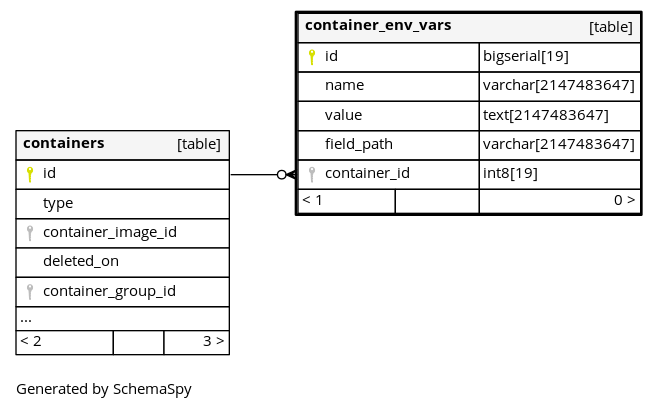 container_env_vars [table]
id bigserial[19]
name varchar[2147483647]
value text[2147483647]
field_path varchar[2147483647]
container_id int8[19]
< 1 0 >
containers [table]
id
type
container_image_id
deleted_on
container_group_id
...
< 2 3 >
Generated by SchemaSpy